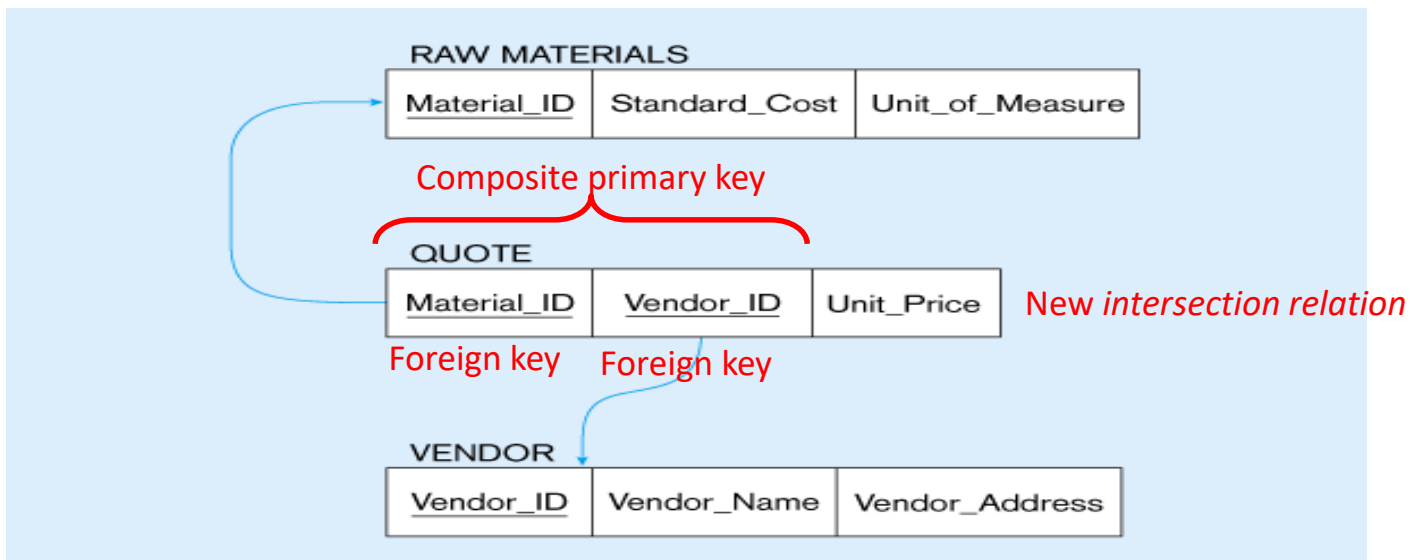 RAW MATERIALS
Material_ID Standard_Cost Unit_of_Measure
Composite primary key
QUOTE
Material_ID Vendor_ID Unit_Price New intersection relation
Foreign key Foreign key
VENDOR
Vendor_ID Vendor_Name Vendor_Address